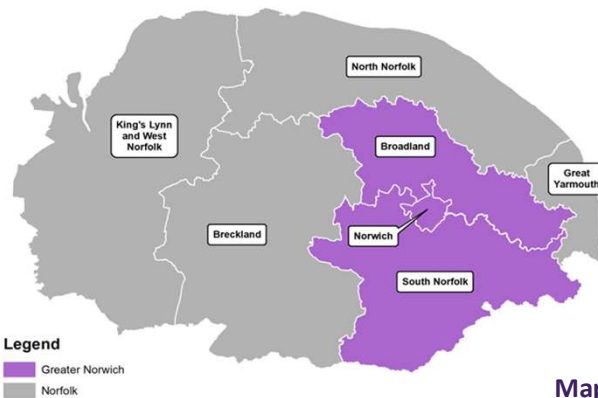 North Norfolk
King's Lynn
and West
Norfolk
Broadland
Great
Yarmouth
Breckland
Norwich
South Norfolk
Legend
Greater Norwich
Norfolk
Map